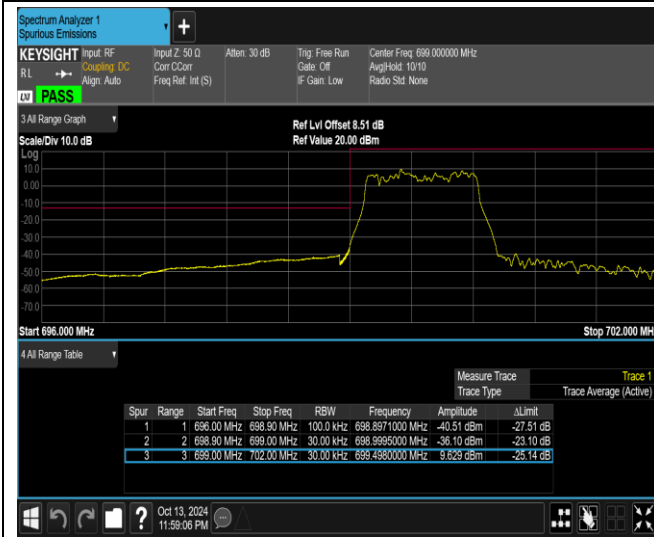 Spectrum Analyzer 1
Spurious Emissions
+
KEYSIGHT Input: RF Input Z: 50 Ω Atten: 30 dB Trig: Free Run Center Freq: 699.000000 MHz
RL Coupling: DC Corr CCorr Gate: Off Avg|Hold: 10/10
Align: Auto Freq Ref: Int (S) IF Gain: Low Radio Std: None
LXI PASS
3 All Range Graph
Ref Lvl Offset 8.51 dB
Scale/Div 10.0 dB Ref Value 20.00 dBm
Log
10.0
0.00
-10.0
-20.0
-30.0
-40.0
-50.0
-60.0
-70.0
Start 696.000 MHz Stop 702.000 MH
4 All Range Table
Measure Trace Trace 1
Trace Type Trace Average (Active)
Spur Range Start Freq Stop Freq RBW Frequency Amplitude ΔLimit
1 1 696.00 MHz 698.90 MHz 100.0 kHz 698.8971000 MHz -40.51 dBm -27.51 dB
2 2 698.90 MHz 699.00 MHz 30.00 kHz 698.9995000 MHz -36.10 dBm -23.10 dB
3 3 699.00 MHz 702.00 MHz 30.00 kHz 699.4980000 MHz 9.629 dBm -25.14 dB
? Oct 13, 2024
11:59:06 PM